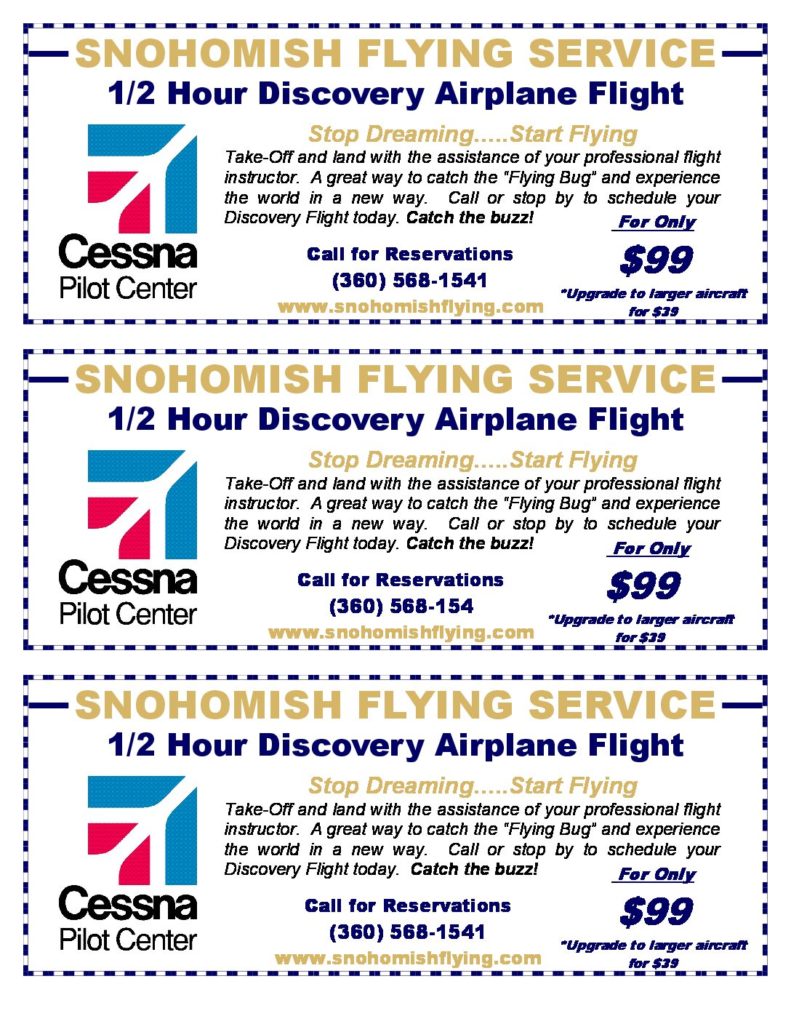 SNOHOMISH FLYING SERVICE
1/2 Hour Discovery Airplane Flight
Stop Dreaming.....Start Flying
Take-Off and land with the assistance of your professional flight
instructor. A great way to catch the "Flying Bug" and experience
the world in a new way. Call or stop by to schedule your
Discovery Flight today. Catch the buzz!
For Only
$99
*Upgrade to larger aircraft
for $39
Cessna
Pilot Center
Call for Reservations
(360) 568-1541
www.snohomishflying.com
SNOHOMISH FLYING SERVICE
1/2 Hour Discovery Airplane Flight
Stop Dreaming.....Start Flying
Take-Off and land with the assistance of your professional flight
instructor. A great way to catch the "Flying Bug" and experience
the world in a new way. Call or stop by to schedule your
Discovery Flight today. Catch the buzz!
For Only
$99
*Upgrade to larger aircraft
for $39
Cessna
Pilot Center
Call for Reservations
(360) 568-154
www.snohomishflying.com
SNOHOMISH FLYING SERVICE
1/2 Hour Discovery Airplane Flight
Stop Dreaming.....Start Flying
Take-Off and land with the assistance of your professional flight
instructor. A great way to catch the "Flying Bug" and experience
the world in a new way. Call or stop by to schedule your
Discovery Flight today. Catch the buzz!
For Only
$99
*Upgrade to larger aircraft
for $39
Cessna
Pilot Center
Call for Reservations
(360) 568-1541
www.snohomishflying.com